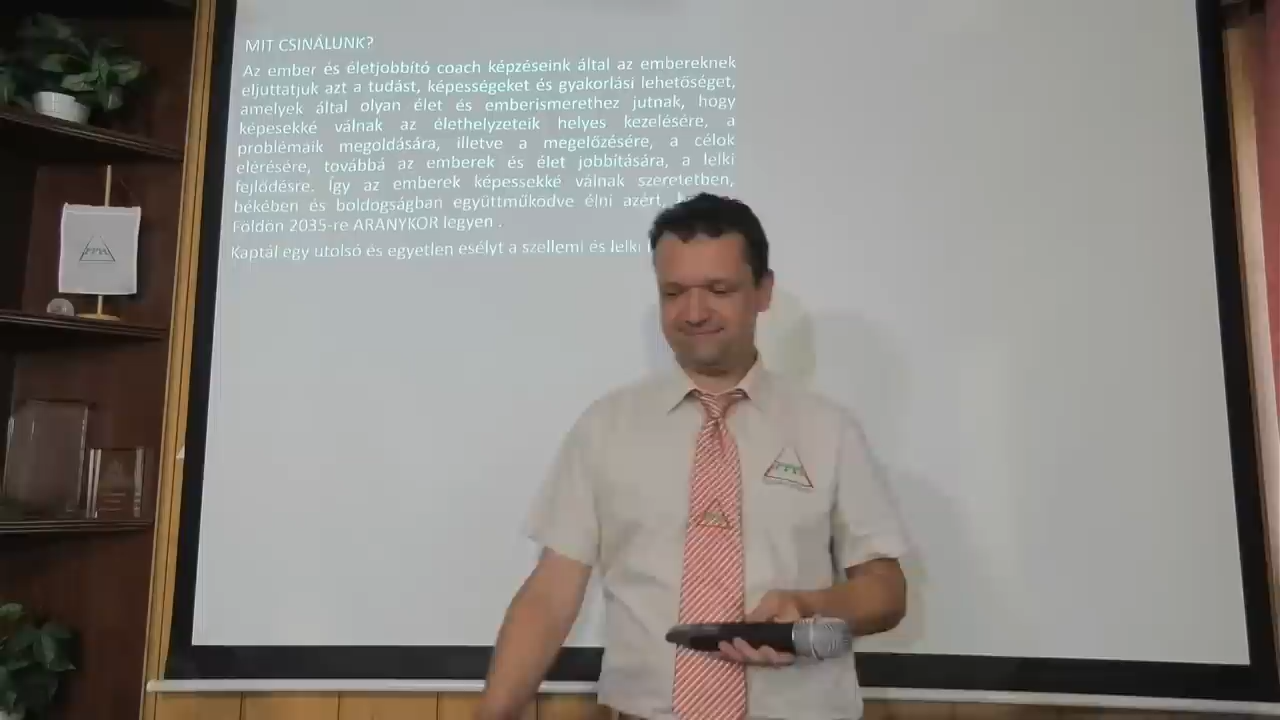 MIT CSINÁLUNK?
Az ember és életjobbító coach képzéseink által az embereknek
eljuttatjuk azt a tudást, képességeket és gyakorlási lehetőséget,
amelyek által olyan élet és emberismerethez jutnak, hogy
képesekké válnak az élethelyzeteik helyes kezelésére, a
problémáik megoldására, illetve a megelőzésére, a célok
elérésére, továbbá az emberek és élet jobbítására, a lelki
fejlődésre. Így az emberek képessekké válnak szeretetben,
békében és boldogságban együttműködve élni azért,
Földön 2035-re ARANYKOR legyen .
Kaptál egy utolsó és egyetlen esélyt a szellemi és lelki